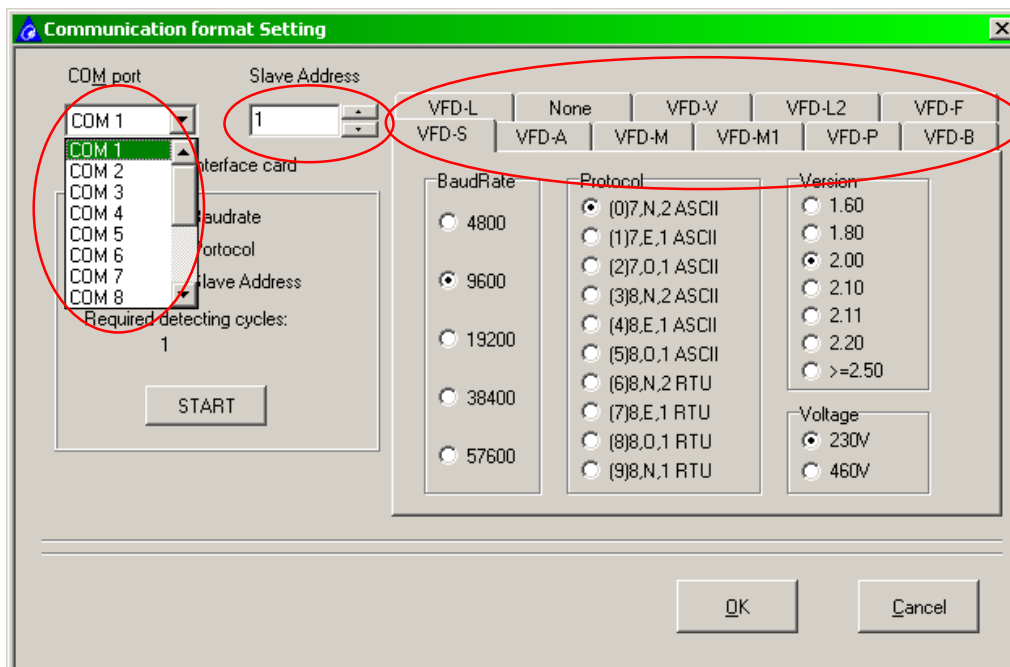 Communication format Setting
COM port
Slave Address
COM 1
1
COM 1
COM 2
COM 3
COM 4
COM 5
COM 6
COM 7
COM 8
nterface card
Baudrate
Portocol
Slave Address
Required detecting cycles:
1
START
VFD-L None VFD-V VFD-L2 VFD-F
VFD-S VFD-A VFD-M VFD-M1 VFD-P VFD-B
BaudRate
4800
9600
19200
38400
57600
Protocol
(0)7,N,2 ASCII
(1)7,E,1 ASCII
(2)7,O,1 ASCII
(3)8,N,2 ASCII
(4)8,E,1 ASCII
(5)8,O,1 ASCII
(6)8,N,2 RTU
(7)8,E,1 RTU
(8)8,O,1 RTU
(9)8,N,1 RTU
Version
1.60
1.80
2.00
2.10
2.11
2.20
>=2.50
Voltage
230V
460V
OK
Cancel